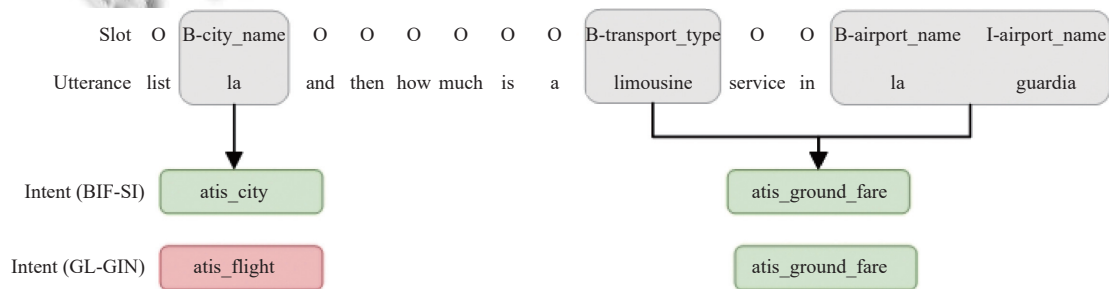 Slot O B-city_name O O O O O O B-transport_type O O B-airport_name I-airport_name
Utterance list la and then how much is a limousine service in la guardia
Intent (BIF-SI) atis_city atis_ground_fare
Intent (GL-GIN) atis_flight atis_ground_fare